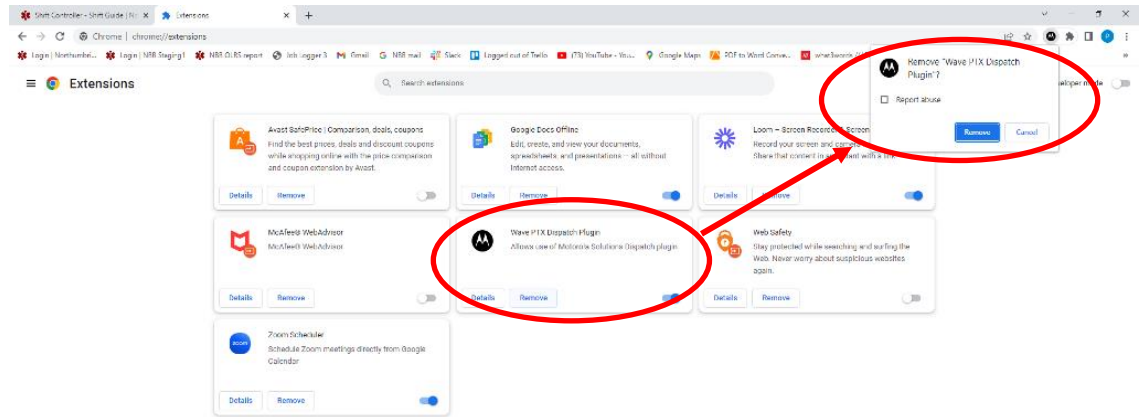 Shift Controller - Shift Guide | No
Extensions
Chrome | chrome://extensions
Login | Northumbri...
Login | NBB Staging1
NBB OLRS report
Job Logger 3
Gmail
NBB mail
Slack
Logged out of Trello
(73) YouTube - You...
Google Maps
PDF to Word Conve...
Extensions
Search extensions
Remove "Wave PTX Dispatch
Plugin"?
Report abuse
Remove
Cancel
Avast SafePrice | Comparison, deals, coupons
Find the best prices, deals and discount coupons
while shopping online with the price comparison
and coupon extension by Avast.
Details
Remove
Google Docs Offline
Edit, create, and view your documents,
spreadsheets, and presentations — all without
internet access.
Details
Remove
Loom – Screen Recorder & Screen
Record your screen and camera
Share that content in an instant with a link
Details
Remove
McAfee® WebAdvisor
McAfee® WebAdvisor
Details
Remove
Wave PTX Dispatch Plugin
Allows use of Motorola Solutions Dispatch plugin
Details
Remove
Web Safety
Stay protected while searching and surfing the
Web. Never worry about suspicious websites
again.
Details
Remove
zoom
Zoom Scheduler
Schedule Zoom meetings directly from Google
Calendar
Details
Remove